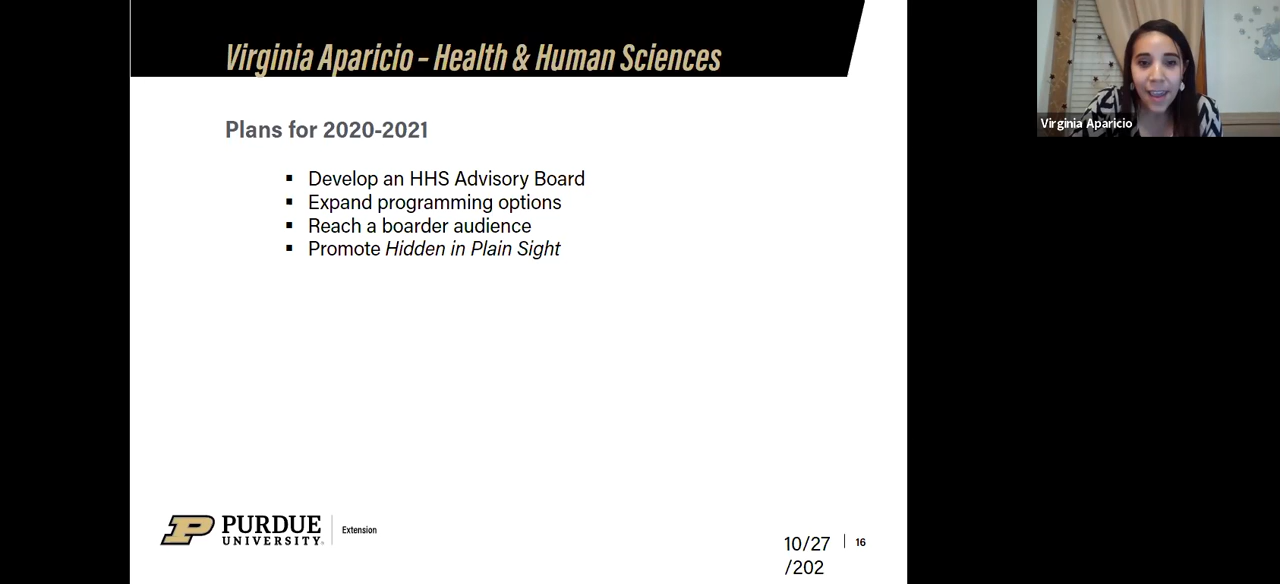 Virginia Aparicio – Health & Human Sciences
Virginia Aparicio
Plans for 2020-2021
▪ Develop an HHS Advisory Board
▪ Expand programming options
▪ Reach a boarder audience
▪ Promote Hidden in Plain Sight
P PURDUE UNIVERSITY® Extension
10/27
/202
16